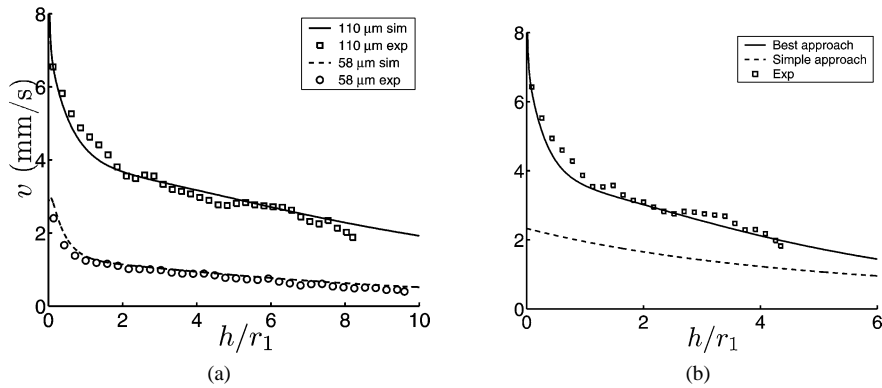 8
6
4
2
0
0
2
4
6
8
10
v (mm/s)
h/r1
110 μm sim
110 μm exp
58 μm sim
58 μm exp
(a)
8
6
4
2
0
0
2
4
6
h/r1
Best approach
Simple approach
Exp
(b)